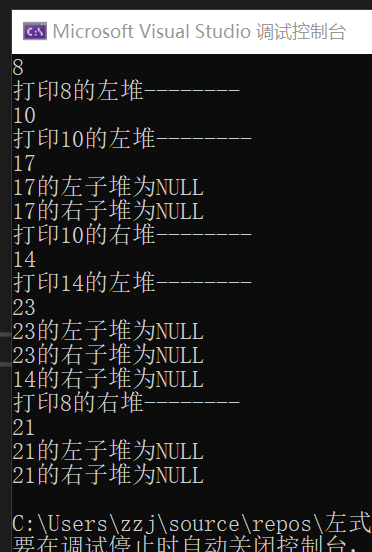 Microsoft Visual Studio 调试控制台
8
打印8的左堆--------
10
打印10的左堆--------
17
17的左子堆为NULL
17的右子堆为NULL
打印10的右堆--------
14
打印14的左堆--------
23
23的左子堆为NULL
23的右子堆为NULL
14的右子堆为NULL
打印8的右堆--------
21
21的左子堆为NULL
21的右子堆为NULL
C:\Users\zzj\source\repos\左式
要在调试停止时自动关闭控制台,